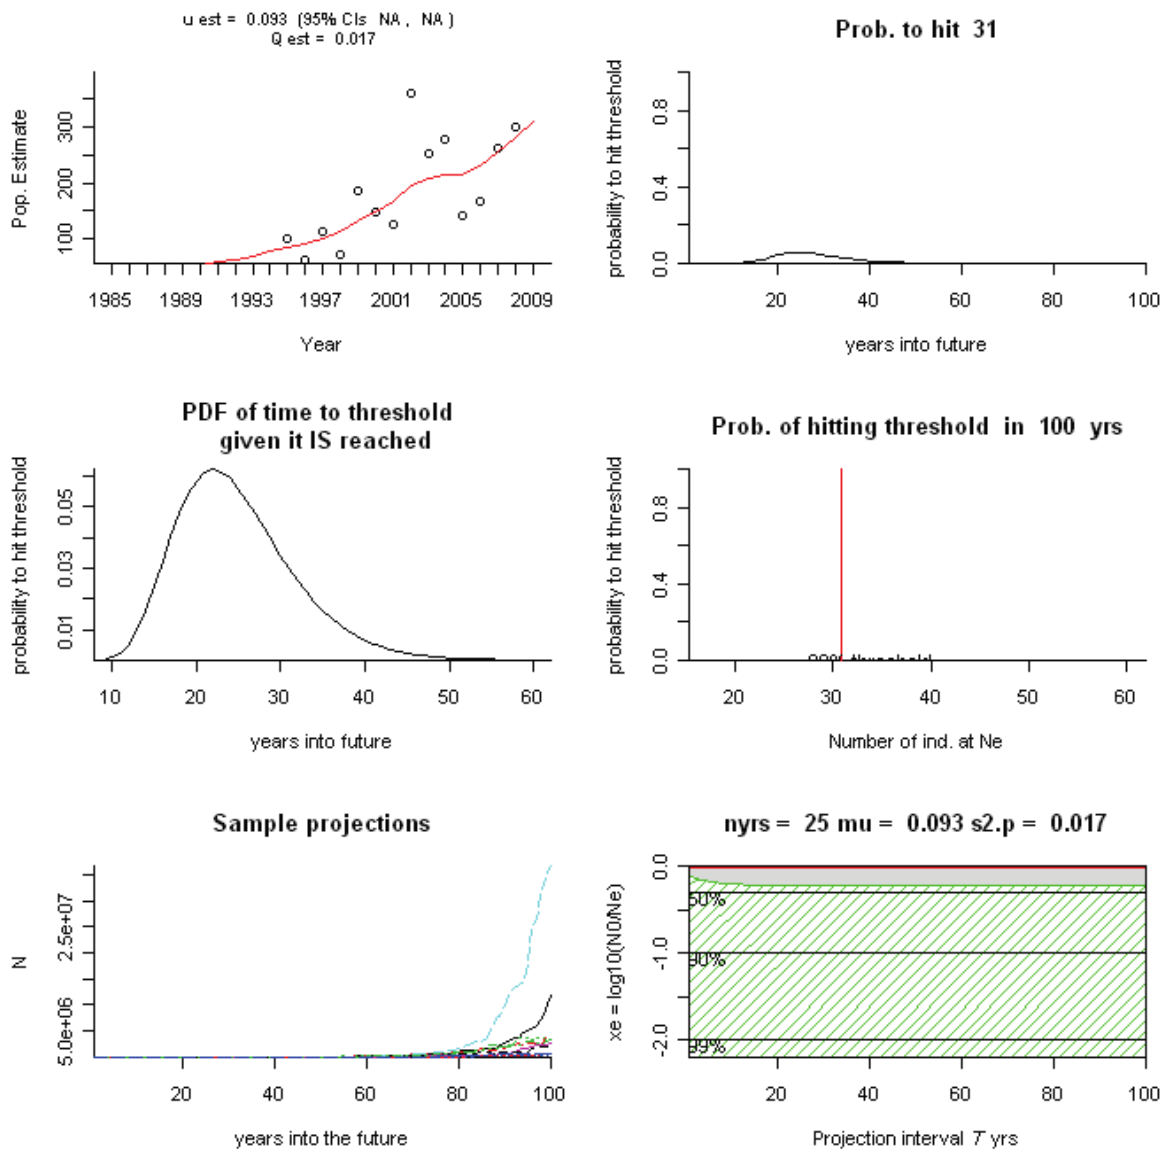 u est = 0.093 (95% CIs NA , NA )
Q est = 0.017
Pop. Estimate
100 200 300
1985 1989 1993 1997 2001 2005 2009
Year
Prob. to hit 31
probability to hit threshold
0.0 0.4 0.8
20 40 60 80 100
years into future
PDF of time to threshold
given it IS reached
probability to hit threshold
0.01 0.03 0.05
10 20 30 40 50 60
years into future
Prob. of hitting threshold in 100 yrs
probability to hit threshold
0.0 0.4 0.8
20 30 40 50 60
Number of ind. at Ne
Sample projections
N
5.0e+06 2.5e+07
20 40 60 80 100
years into the future
nyrs = 25 mu = 0.093 s2.p = 0.017
xe = log10(N0/Ne)
-2.0 -1.0 0.0
50%
90%
99%
20 40 60 80 100
Projection interval T yrs